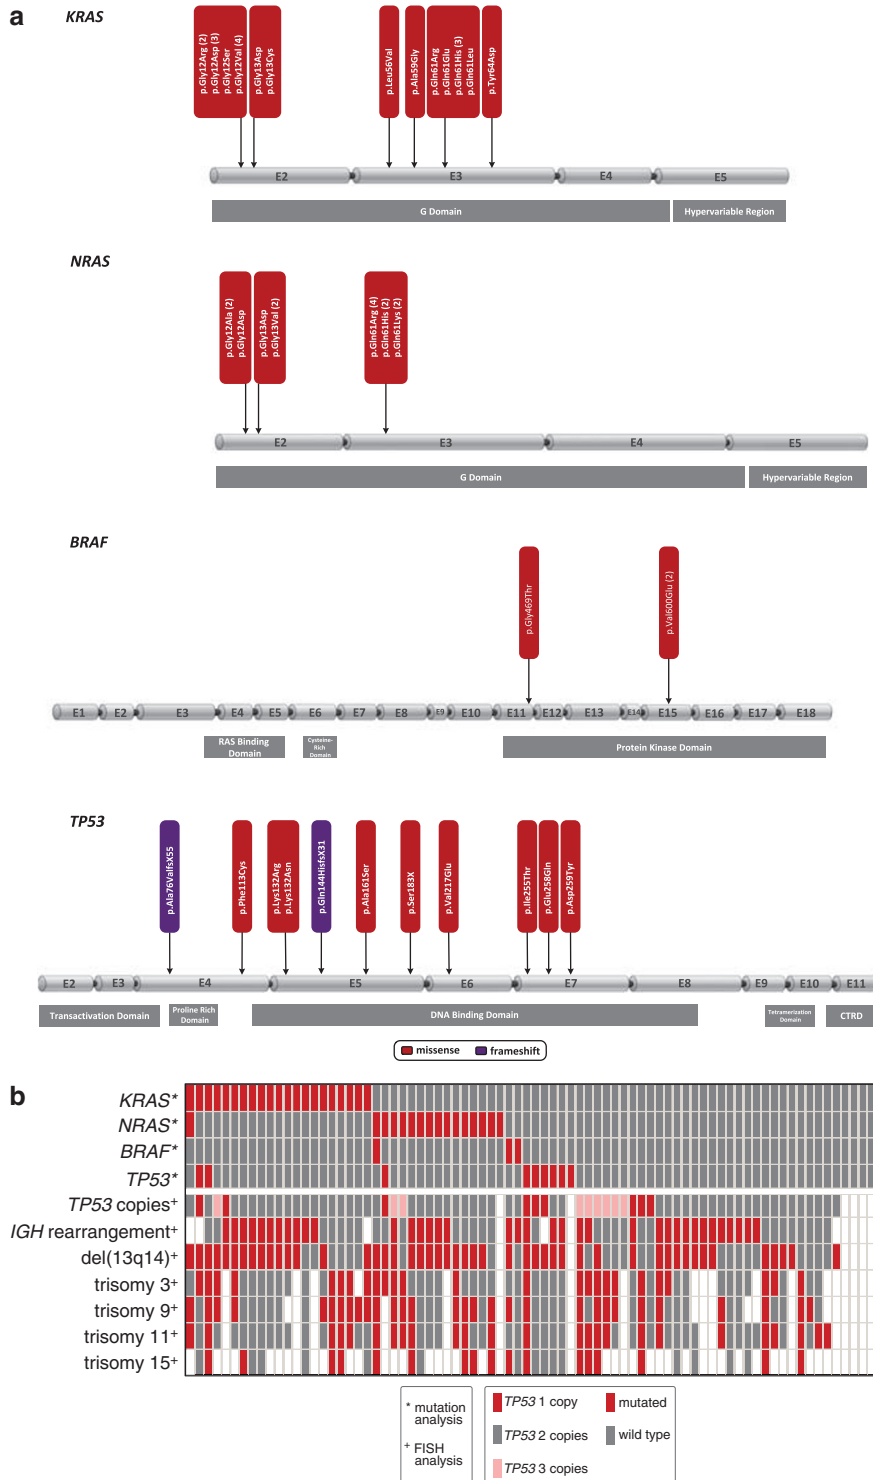 a
KRAS
p.Gly12Arg (2)
p.Gly12Asp (3)
p.Gly12Ser
p.Gly12Val (4)
p.Gly13Asp
p.Gly13Cys
p.Leu56Val
p.Ala59Gly
p.Gln61Arg
p.Gln61Glu
p.Gln61His (3)
p.Gln61Leu
p.Tyr64Asp
E2 E3 E4 E5
G Domain Hypervariable Region
NRAS
p.Gly12Ala (2)
p.Gly12Asp
p.Gly13Asp
p.Gly13Val (2)
p.Gln61Arg (4)
p.Gln61His (2)
p.Gln61Lys (2)
E2 E3 E4 E5
G Domain Hypervariable Region
BRAF
p.Gly469Thr
p.Val600Glu (2)
E1 E2 E3 E4 E5 E6 E7 E8 E9 E10 E11 E12 E13 E14 E15 E16 E17 E18
RAS Binding
Domain
Cysteine-
Rich
Domain
Protein Kinase Domain
TP53
p.Ala76ValfsX55
p.Phe113Cys
p.Lys132Arg
p.Lys132Asn
p.Gln144HisfsX31
p.Ala161Ser
p.Ser183X
p.Val217Glu
p.Ile255Thr
p.Glu258Gln
p.Asp259Tyr
E2 E3 E4 E5 E6 E7 E8 E9 E10 E11
Transactivation Domain
Proline Rich
Domain
DNA Binding Domain
Tetramerization
Domain
CTRD
missense frameshift
b
KRAS*
NRAS*
BRAF*
TP53*
TP53 copies+
IGH rearrangement+
del(13q14)+
trisomy 3+
trisomy 9+
trisomy 11+
trisomy 15+
* mutation
analysis
+ FISH
analysis
TP53 1 copy mutated
TP53 2 copies wild type
TP53 3 copies